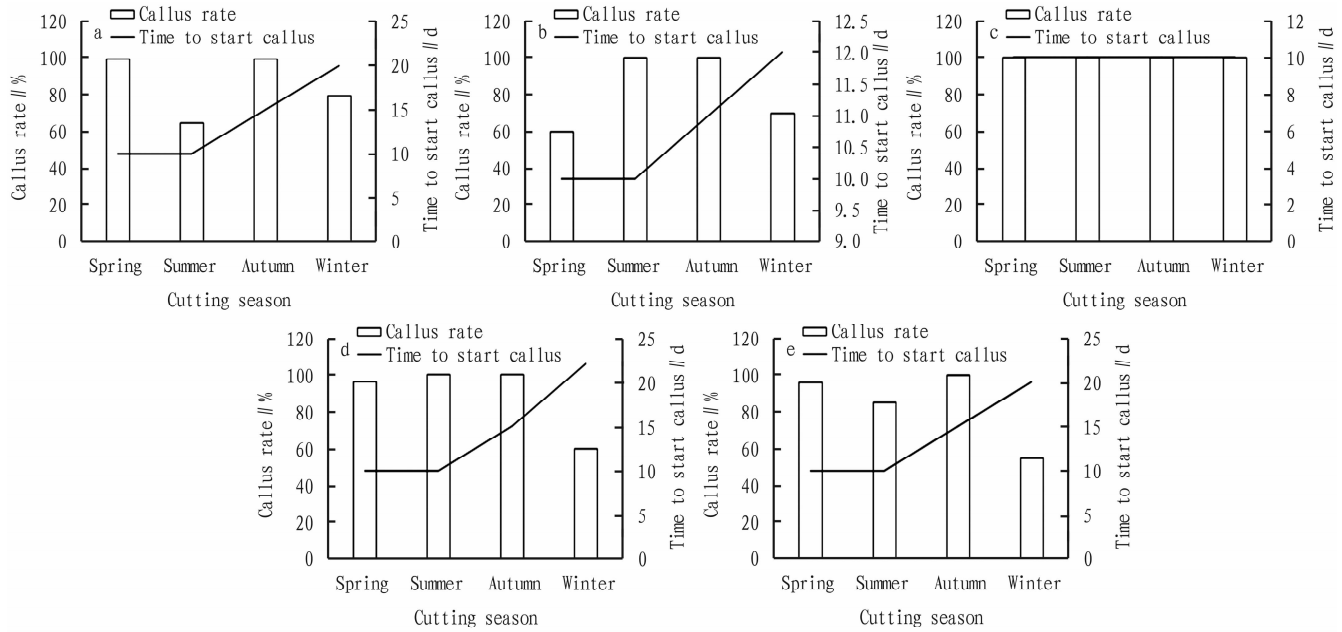 a
Callus rate
Time to start callus
120
100
80
60
40
20
0
Callus rate∥%
25
20
15
10
5
0
Time to start callus∥d
Spring Summer Autumn Winter
Cutting season
b
Callus rate
Time to start callus
120
100
80
60
40
20
0
Callus rate∥%
12.5
12.0
11.5
11.0
10.5
10.0
9.5
9.0
Time to start callus∥d
Spring Summer Autumn Winter
Cutting season
c
Callus rate
Time to start callus
120
100
80
60
40
20
0
Callus rate∥%
12
10
8
6
4
2
0
Time to start callus∥d
Spring Summer Autumn Winter
Cutting season
d
Callus rate
Time to start callus
120
100
80
60
40
20
0
Callus rate∥%
25
20
15
10
5
0
Time to start callus∥d
Spring Summer Autumn Winter
Cutting season
e
Callus rate
Time to start callus
120
100
80
60
40
20
0
Callus rate∥%
25
20
15
10
5
0
Time to start callus∥d
Spring Summer Autumn Winter
Cutting season